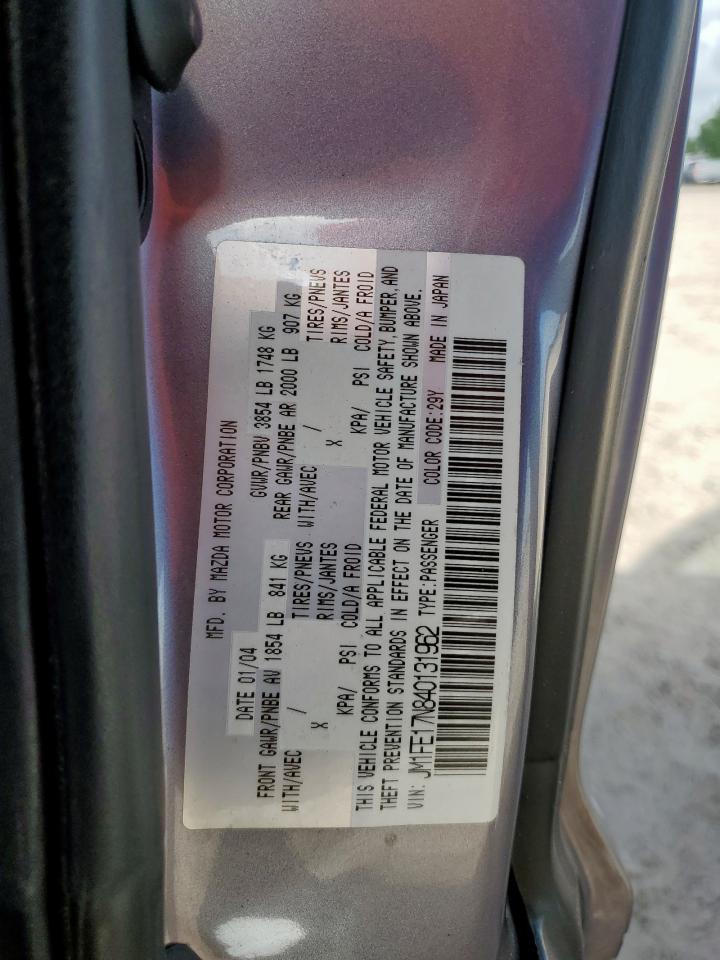 MFD. BY MAZDA MOTOR CORPORATION
DATE 01/04 GVWR/PNBV 3854 LB 1748 KG
FRONT GAWR/PNBE AV 1854 LB 841 KG REAR GAWR/PNBE AR 2000 LB 907 KG
WITH/AVEC / TIRES/PNEUS WITH/AVEC / TIRES/PNEUS
X RIMS/JANTES X RIMS/JANTES
KPA/ PSI COLD/A FROID KPA/ PSI COLD/A FROID
THIS VEHICLE CONFORMS TO ALL APPLICABLE FEDERAL MOTOR VEHICLE SAFETY, BUMPER, AND
THEFT PREVENTION STANDARDS IN EFFECT ON THE DATE OF MANUFACTURE SHOWN ABOVE.
VIN: JM1FE17N840131962 TYPE:PASSENGER COLOR CODE:29Y MADE IN JAPAN